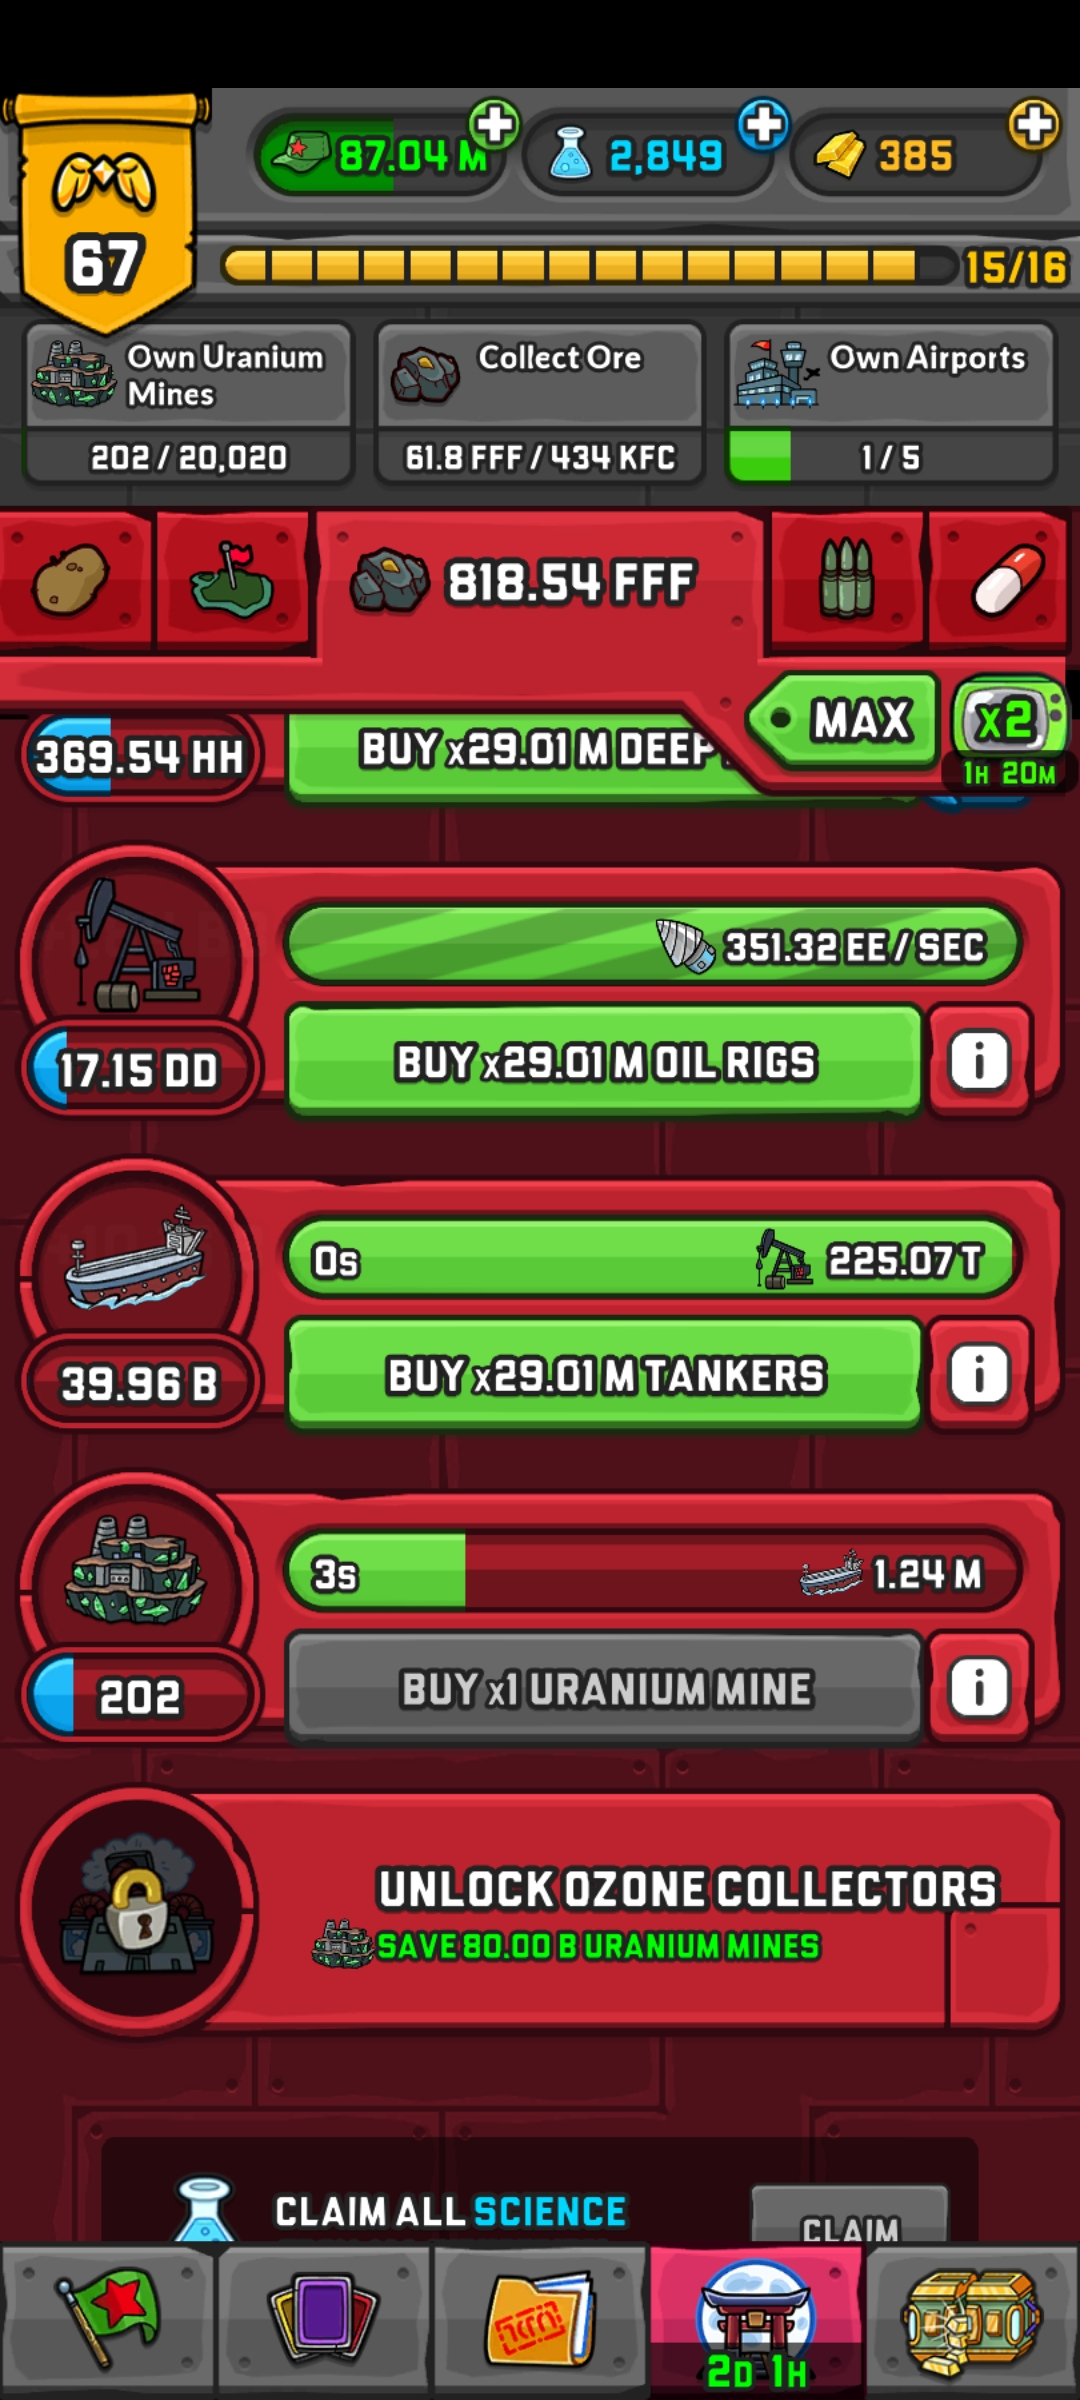 87.04 M
2,849
385
67
15/16
Own Uranium
Mines
202 / 20,020
Collect Ore
61.8 FFF / 434 KFC
Own Airports
1 / 5
818.54 FFF
MAX
x2
1H 20M
369.54 HH
BUY x29.01 M DEEP
351.32 EE / SEC
17.15 DD
BUY x29.01 M OIL RIGS
i
0s
225.07 T
39.96 B
BUY x29.01 M TANKERS
i
3s
1.24 M
202
BUY x1 URANIUM MINE
i
UNLOCK OZONE COLLECTORS
SAVE 80.00 B URANIUM MINES
CLAIM ALL SCIENCE
CLAIM
2D 1H